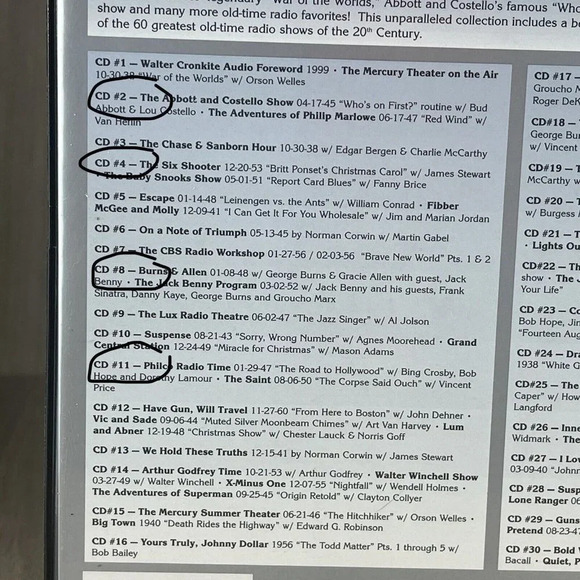 show and many more old-time radio favorites! This unparalleled collection includes a b
of the 60 greatest old-time radio shows of the 20th Century.
CD #1 — Walter Cronkite Audio Foreword 1999 · The Mercury Theater on the Air
10-30-38 "War of the Worlds" w/ Orson Welles
CD #2 — The Abbott and Costello Show 04-17-45 "Who's on First?" routine w/ Bud
Abbott & Lou Costello · The Adventures of Philip Marlowe 06-17-47 "Red Wind" w/
Van Heflin
CD #3 — The Chase & Sanborn Hour 10-30-38 w/ Edgar Bergen & Charlie McCarthy
CD #4 — The Six Shooter 12-20-53 "Britt Ponset's Christmas Carol" w/ James Stewart
· The Baby Snooks Show 05-01-51 "Report Card Blues" w/ Fanny Brice
CD #5 — Escape 01-14-48 "Leinengen vs. the Ants" w/ William Conrad · Fibber
McGee and Molly 12-09-41 "I Can Get It For You Wholesale" w/ Jim and Marian Jordan
CD #6 — On a Note of Triumph 05-13-45 by Norman Corwin w/ Martin Gabel
CD #7 — The CBS Radio Workshop 01-27-56 / 02-03-56 "Brave New World" Pts. 1 & 2
CD #8 — Burns & Allen 01-08-48 w/ George Burns & Gracie Allen with guest, Jack
Benny · The Jack Benny Program 03-02-52 w/ Jack Benny and his guests, Frank
Sinatra, Danny Kaye, George Burns and Groucho Marx
CD #9 — The Lux Radio Theatre 06-02-47 "The Jazz Singer" w/ Al Jolson
CD #10 — Suspense 08-21-43 "Sorry, Wrong Number" w/ Agnes Moorehead · Grand
Central Station 12-24-49 "Miracle for Christmas" w/ Mason Adams
CD #11 — Philco Radio Time 01-29-47 "The Road to Hollywood" w/ Bing Crosby, Bob
Hope and Dorothy Lamour · The Saint 08-06-50 "The Corpse Said Ouch" w/ Vincent
Price
CD #12 — Have Gun, Will Travel 11-27-60 "From Here to Boston" w/ John Dehner ·
Vic and Sade 09-06-44 "Muted Silver Moonbeam Chimes" w/ Art Van Harvey · Lum
and Abner 12-19-48 "Christmas Show" w/ Chester Lauck & Norris Goff
CD #13 — We Hold These Truths 12-15-41 by Norman Corwin w/ James Stewart
CD #14 — Arthur Godfrey Time 10-21-53 w/ Arthur Godfrey · Walter Winchell Show
03-27-49 w/ Walter Winchell · X-Minus One 12-07-55 "Nightfall" w/ Wendell Holmes ·
The Adventures of Superman 09-25-45 "Origin Retold" w/ Clayton Collyer
CD#15 — The Mercury Summer Theater 06-21-46 "The Hitchhiker" w/ Orson Welles ·
Big Town 1940 "Death Rides the Highway" w/ Edward G. Robinson
CD #16 — Yours Truly, Johnny Dollar 1956 "The Todd Matter" Pts. 1 through 5 w/
Bob Bailey
CD #17 —
Groucho M
Roger DeK
CD#18 —
George Bur
w/ Vincent
CD#19 — T
McCarthy w
CD #20 — T
w/ Burgess
CD #21 — T
· Lights Ou
CD#22 — Th
show · The
Your Life"
CD #23 — Co
Bob Hope, Jim
"Fourteen Aug
CD #24 — Dra
1938 "White G
CD#25 — The
Caper" w/ How
Langford
CD #26 — Inne
Widmark · The
CD #27 — I Lov
03-09-40 "John
CD #28 — Susp
Lone Ranger 06
CD #29 — Guns
Pretend 08-23-47
CD #30 — Bold
Bacall · Quiet, P